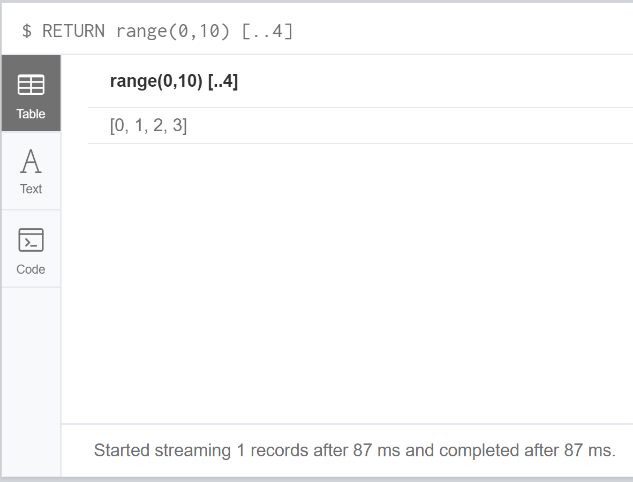 $ RETURN range(0,10) [..4]
range(0,10) [..4]
Table
[0, 1, 2, 3]
A
Text
Code
Started streaming 1 records after 87 ms and completed after 87 ms.